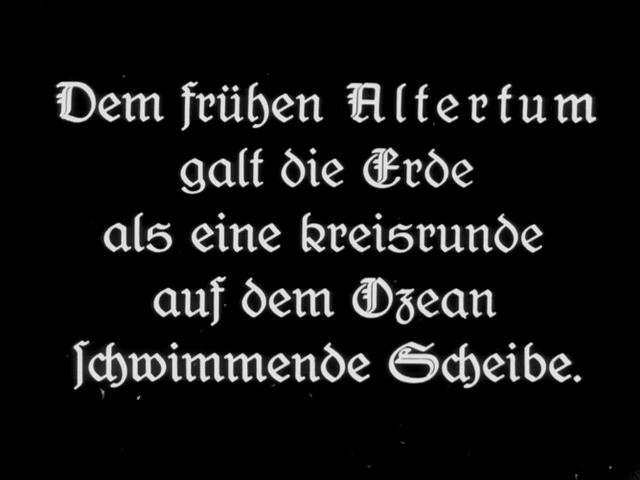 Dem frühen Altertum
galt die Erde
als eine kreisrunde
auf dem Ozean
schwimmende Scheibe.